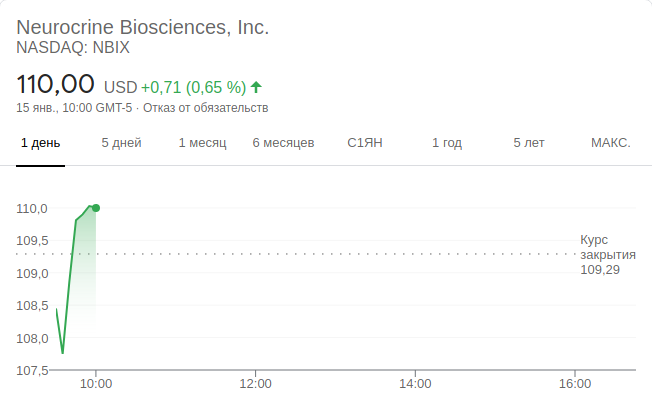 Neurocrine Biosciences, Inc.
NASDAQ: NBIX
110,00 USD +0,71 (0,65 %)
15 янв., 10:00 GMT-5 · Отказ от обязательств
1 день 5 дней 1 месяц 6 месяцев С1ЯН 1 год 5 лет МАКС.
110,0
109,5
109,0
108,5
108,0
107,5
Курс
закрытия
109,29
10:00 12:00 14:00 16:00